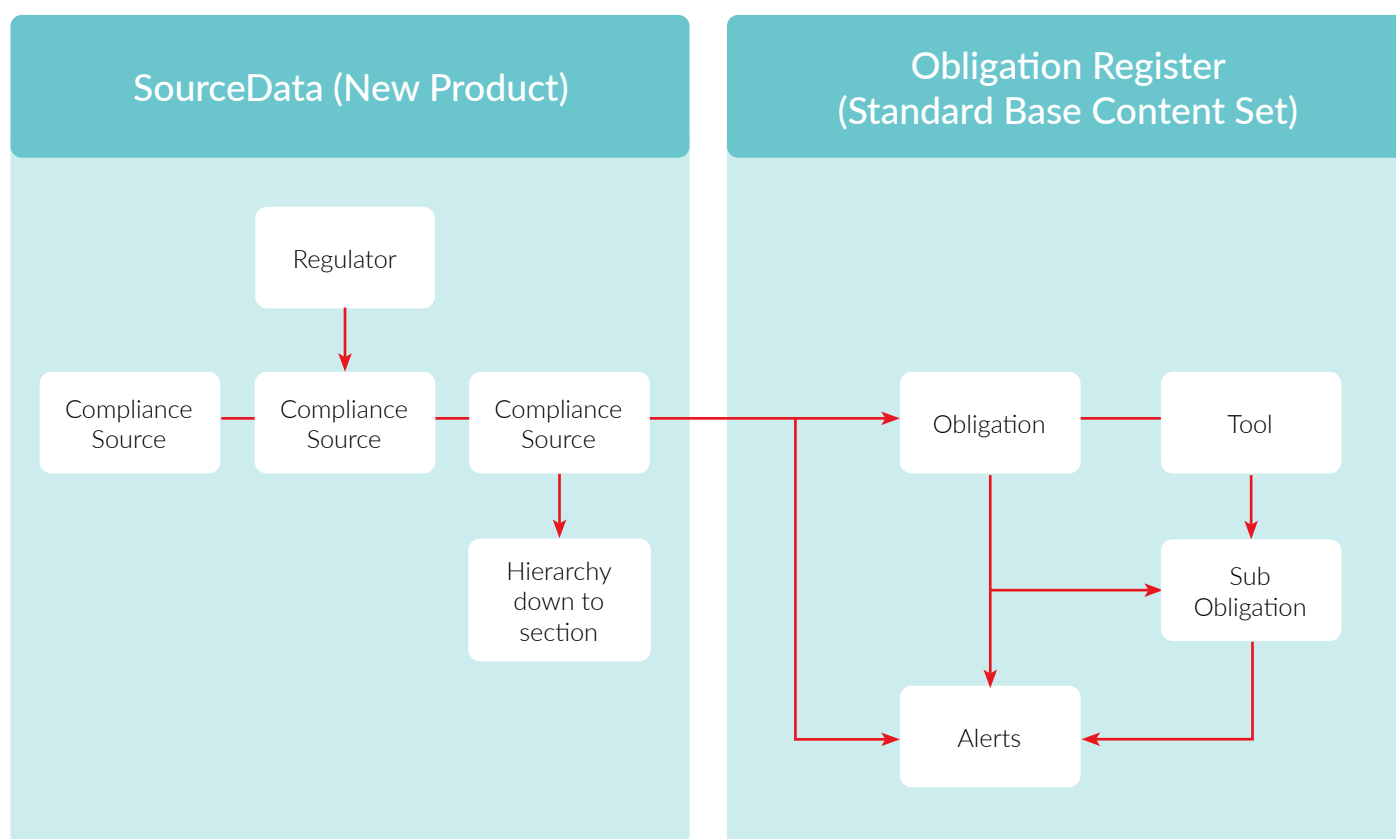 SourceData (New Product)
Obligation Register
(Standard Base Content Set)
Regulator
Compliance
Source
Compliance
Source
Compliance
Source
Hierarchy
down to
section
Obligation
Tool
Sub
Obligation
Alerts